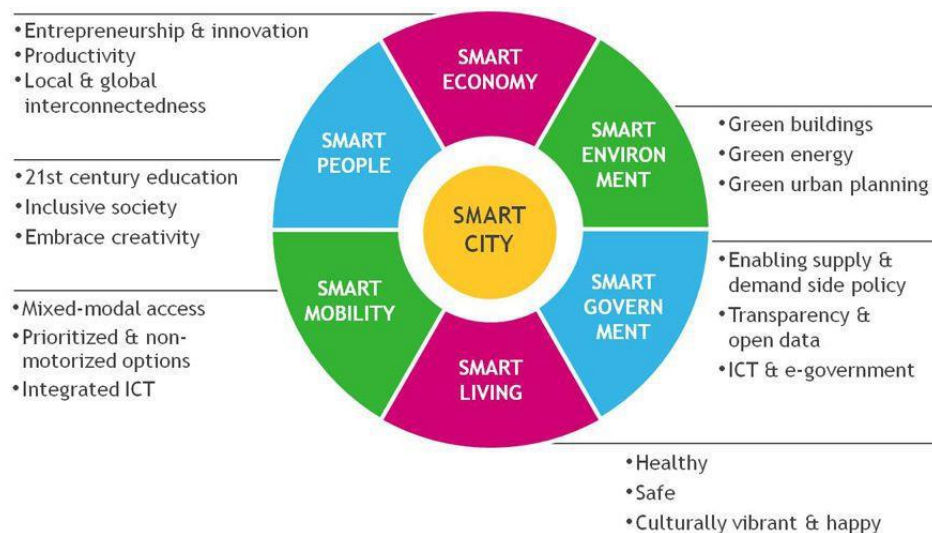 • Entrepreneurship & innovation
• Productivity
• Local & global
interconnectedness
SMART
ECONOMY
SMART
ENVIRON
MENT
• Green buildings
• Green energy
• Green urban planning
SMART
PEOPLE
• 21st century education
• Inclusive society
• Embrace creativity
SMART
CITY
SMART
GOVERN
MENT
• Enabling supply &
demand side policy
• Transparency &
open data
• ICT & e-government
SMART
MOBILITY
• Mixed-modal access
• Prioritized & non-
motorized options
• Integrated ICT
SMART
LIVING
• Healthy
• Safe
• Culturally vibrant & happy